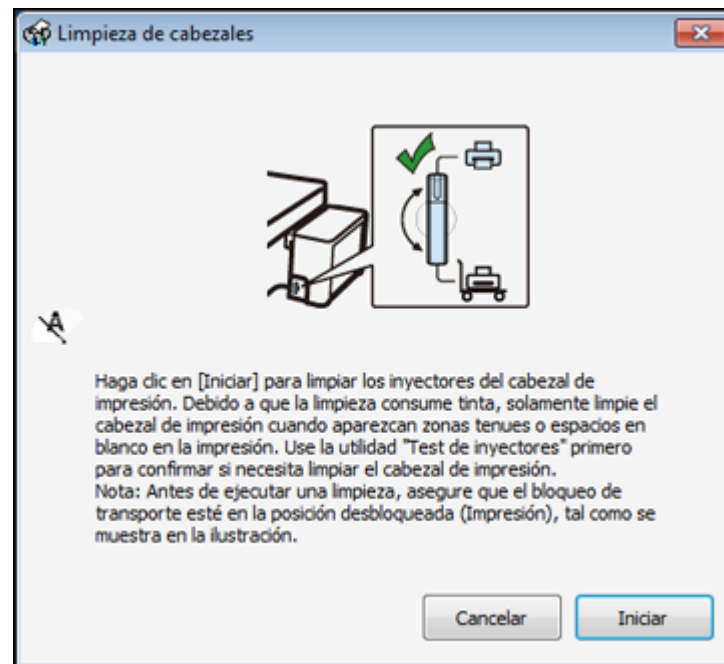 Limpieza de cabezales
A
Haga clic en [Iniciar] para limpiar los inyectores del cabezal de
impresión. Debido a que la limpieza consume tinta, solamente limpie el
cabezal de impresión cuando aparezcan zonas tenues o espacios en
blanco en la impresión. Use la utilidad "Test de inyectores" primero
para confirmar si necesita limpiar el cabezal de impresión.
Nota: Antes de ejecutar una limpieza, asegure que el bloqueo de
transporte esté en la posición desbloqueada (Impresión), tal como se
muestra en la ilustración.
Cancelar
Iniciar